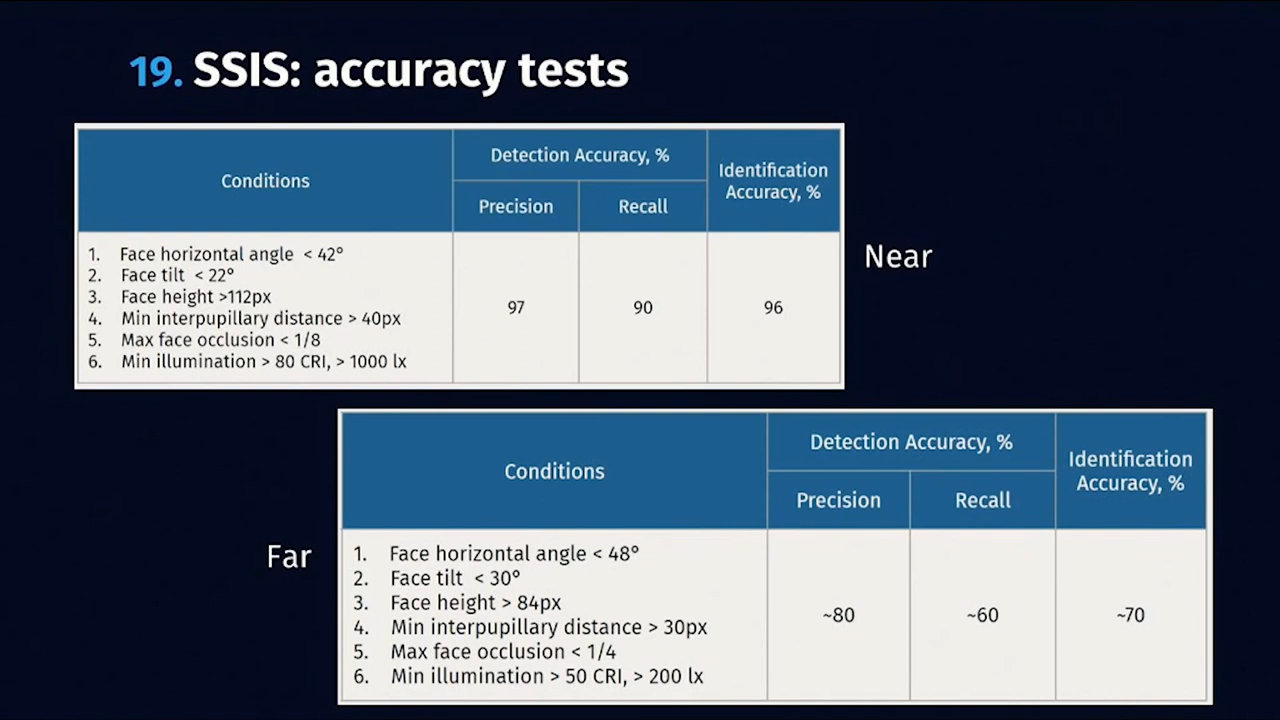 19. SSIS: accuracy tests
Conditions
Detection Accuracy, %
Identification
Accuracy, %
Precision
Recall
1. Face horizontal angle < 42°
2. Face tilt < 22°
3. Face height >112px
4. Min interpupillary distance > 40px
5. Max face occlusion < 1/8
6. Min illumination > 80 CRI, > 1000 lx
97
90
96
Near
Far
Conditions
Detection Accuracy, %
Identification
Accuracy, %
Precision
Recall
1. Face horizontal angle < 48°
2. Face tilt < 30°
3. Face height > 84px
4. Min interpupillary distance > 30px
5. Max face occlusion < 1/4
6. Min illumination > 50 CRI, > 200 lx
~80
~60
~70